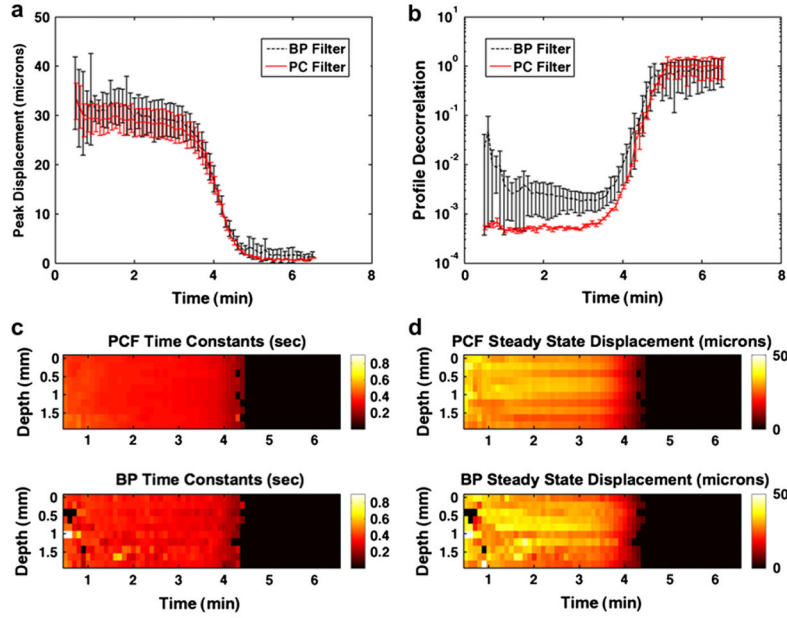 a
50
40
30
20
10
0
0 2 4 6 8
Peak Displacement (microns)
Time (min)
BP Filter
PC Filter
b
10^0
10^-1
10^-2
10^-3
10^-4
0 2 4 6 8
Profile Decorrelation
Time (min)
BP Filter
PC Filter
c
PCF Time Constants (sec)
Depth (mm)
0
0.5
1
1.5
1 2 3 4 5 6
0.8
0.6
0.4
0.2
BP Time Constants (sec)
Depth (mm)
0
0.5
1
1.5
1 2 3 4 5 6
0.8
0.6
0.4
0.2
Time (min)
d
PCF Steady State Displacement (microns)
Depth (mm)
0
0.5
1
1.5
1 2 3 4 5 6
50
0
BP Steady State Displacement (microns)
Depth (mm)
0
0.5
1
1.5
1 2 3 4 5 6
50
0
Time (min)